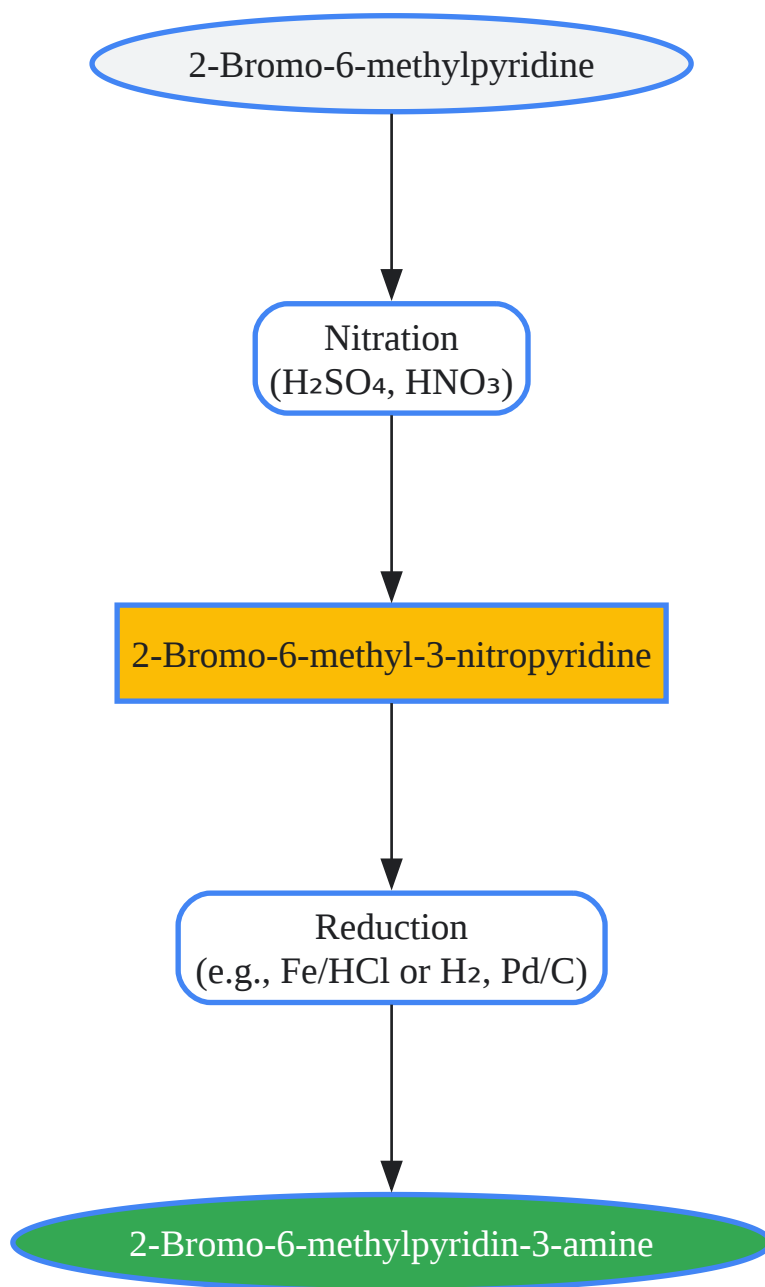 2-Bromo-6-methylpyridine
Nitration
(H₂SO₄, HNO₃)
2-Bromo-6-methyl-3-nitropyridine
Reduction
(e.g., Fe/HCl or H₂, Pd/C)
2-Bromo-6-methylpyridin-3-amine